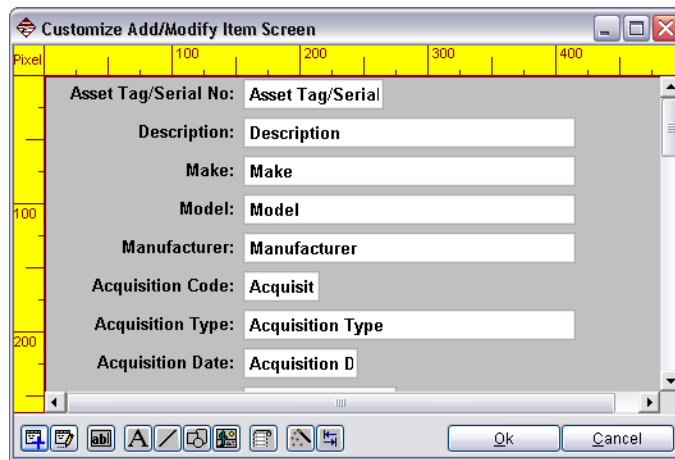 Customize Add/Modify Item Screen
Pixel 100 200 300 400
Asset Tag/Serial No: Asset Tag/Serial
Description: Description
Make: Make
100
Model: Model
Manufacturer: Manufacturer
Acquisition Code: Acquisit
Acquisition Type: Acquisition Type
200
Acquisition Date: Acquisition D
abl A Ok Cancel